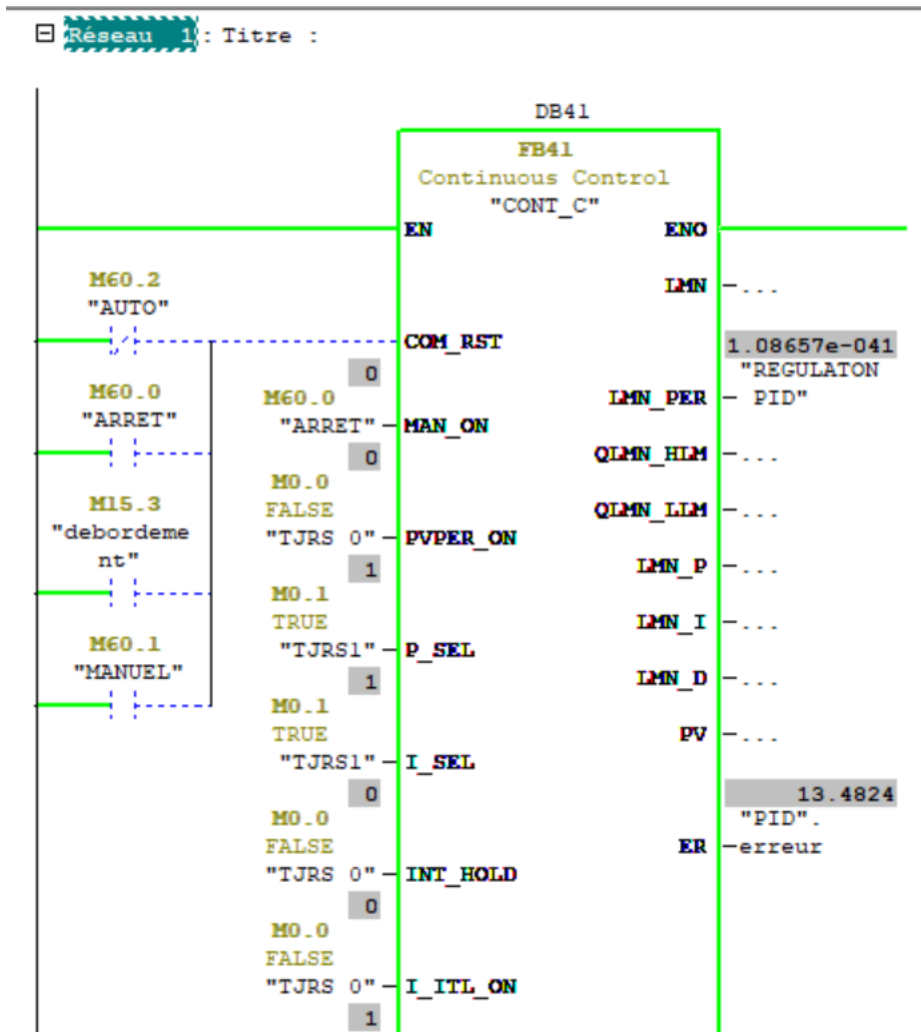 Réseau 1 : Titre :
DB41
FB41
Continuous Control
"CONT_C"
EN
ENO
M60.2
"AUTO"
LMN
...
COM_RST
1.08657e-041
"REGULATON
PID"
0
M60.0
"ARRET"
M60.0
"ARRET"
MAN_ON
LMN_PER
0
QLMN_HLM
...
M15.3
"debordeme
nt"
M0.0
FALSE
"TJRS 0"
PVPER_ON
QLMN_LLM
...
1
LMN_P
...
M60.1
"MANUEL"
M0.1
TRUE
"TJRS1"
P_SEL
LMN_I
...
1
LMN_D
...
M0.1
TRUE
"TJRS1"
I_SEL
PV
...
0
13.4824
"PID".
erreur
M0.0
FALSE
"TJRS 0"
INT_HOLD
ER
0
M0.0
FALSE
"TJRS 0"
I_ITL_ON
1